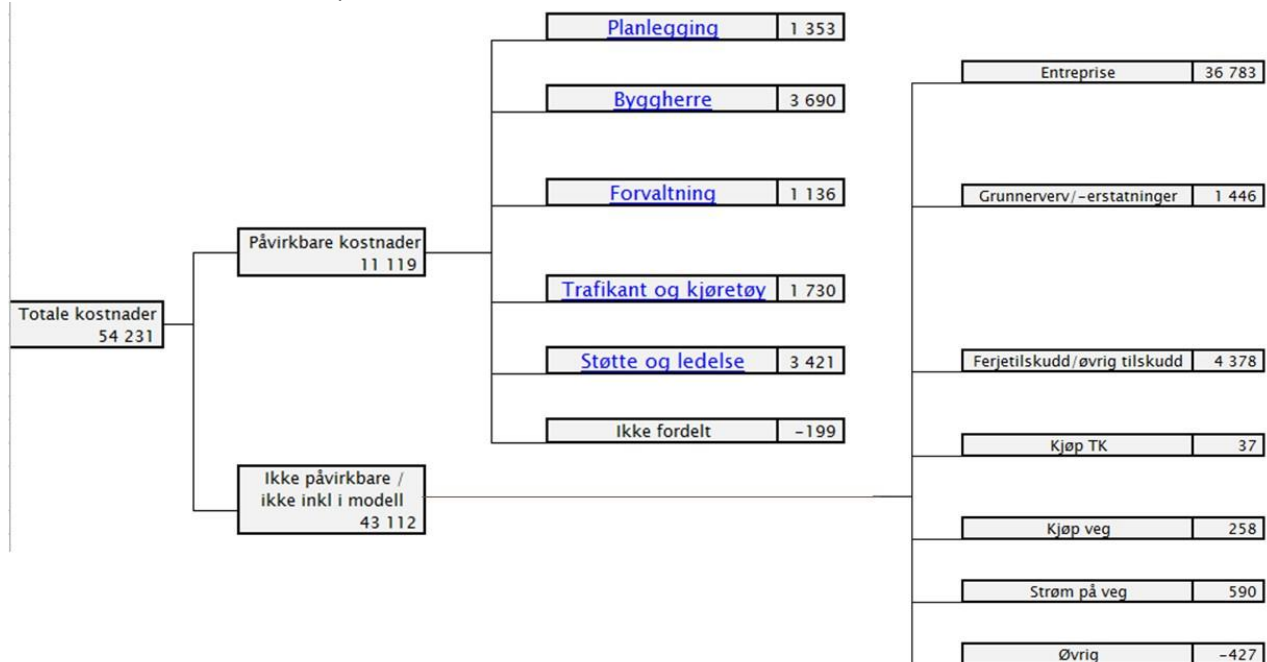 Totale kostnader
54 231
Påvirkbare kostnader
11 119
Ikke påvirkbare /
ikke inkl i modell
43 112
Planlegging 1 353
Byggherre 3 690
Forvaltning 1 136
Trafikant og kjøretøy 1 730
Støtte og ledelse 3 421
Ikke fordelt -199
Entreprise 36 783
Grunnerverv/-erstatninger 1 446
Ferjetilskudd/øvrig tilskudd 4 378
Kjøp TK 37
Kjøp veg 258
Strøm på veg 590
Øvrig -427